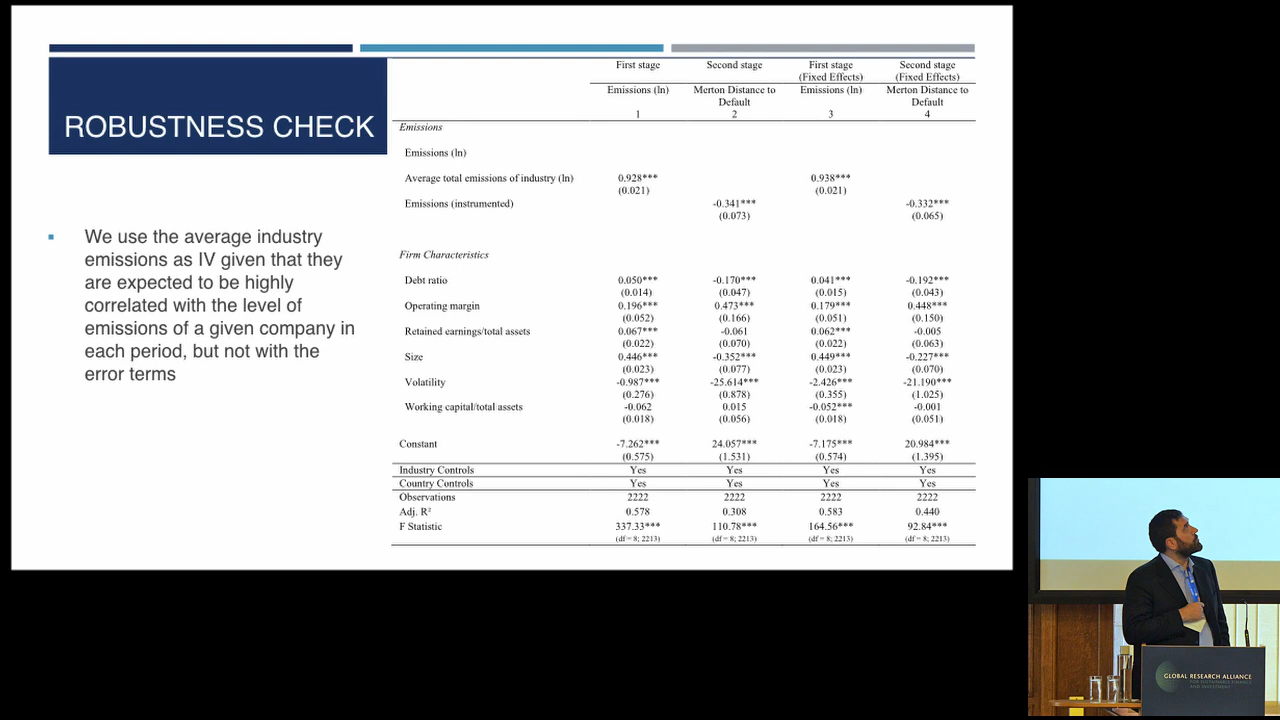 ROBUSTNESS CHECK
We use the average industry
emissions as IV given that they
are expected to be highly
correlated with the level of
emissions of a given company in
each period, but not with the
error terms
First stage Second stage First stage (Fixed Effects) Second stage (Fixed Effects)
Emissions (ln) Merton Distance to Default Emissions (ln) Merton Distance to Default
1 2 3 4
Emissions
Emissions (ln)
Average total emissions of industry (ln) 0.928*** 0.938***
(0.021) (0.021)
Emissions (instrumented) -0.341*** -0.332***
(0.073) (0.065)
Firm Characteristics
Debt ratio 0.050*** -0.170*** 0.041*** -0.192***
(0.014) (0.047) (0.015) (0.043)
Operating margin 0.196*** 0.473*** 0.179*** 0.448***
(0.052) (0.166) (0.051) (0.150)
Retained earnings/total assets 0.067*** -0.061 0.062*** -0.005
(0.022) (0.070) (0.022) (0.063)
Size 0.446*** -0.352*** 0.449*** -0.227***
(0.023) (0.077) (0.023) (0.070)
Volatility -0.987*** -25.614*** -2.426*** -21.190***
(0.276) (0.878) (0.355) (1.025)
Working capital/total assets -0.062 0.015 -0.052*** -0.001
(0.018) (0.056) (0.018) (0.051)
Constant -7.262*** 24.057*** -7.175*** 20.984***
(0.575) (1.531) (0.574) (1.395)
Industry Controls Yes Yes Yes Yes
Country Controls Yes Yes Yes Yes
Observations 2222 2222 2222 2222
Adj. R² 0.578 0.308 0.583 0.440
F Statistic 337.33*** 110.78*** 164.56*** 92.84***
(df = 8; 2213) (df = 8; 2213) (df = 8; 2213) (df = 8; 2213)
GLOBAL RESEARCH ALLIANCE
FOR SUSTAINABLE FINANCE
AND INVESTMENT